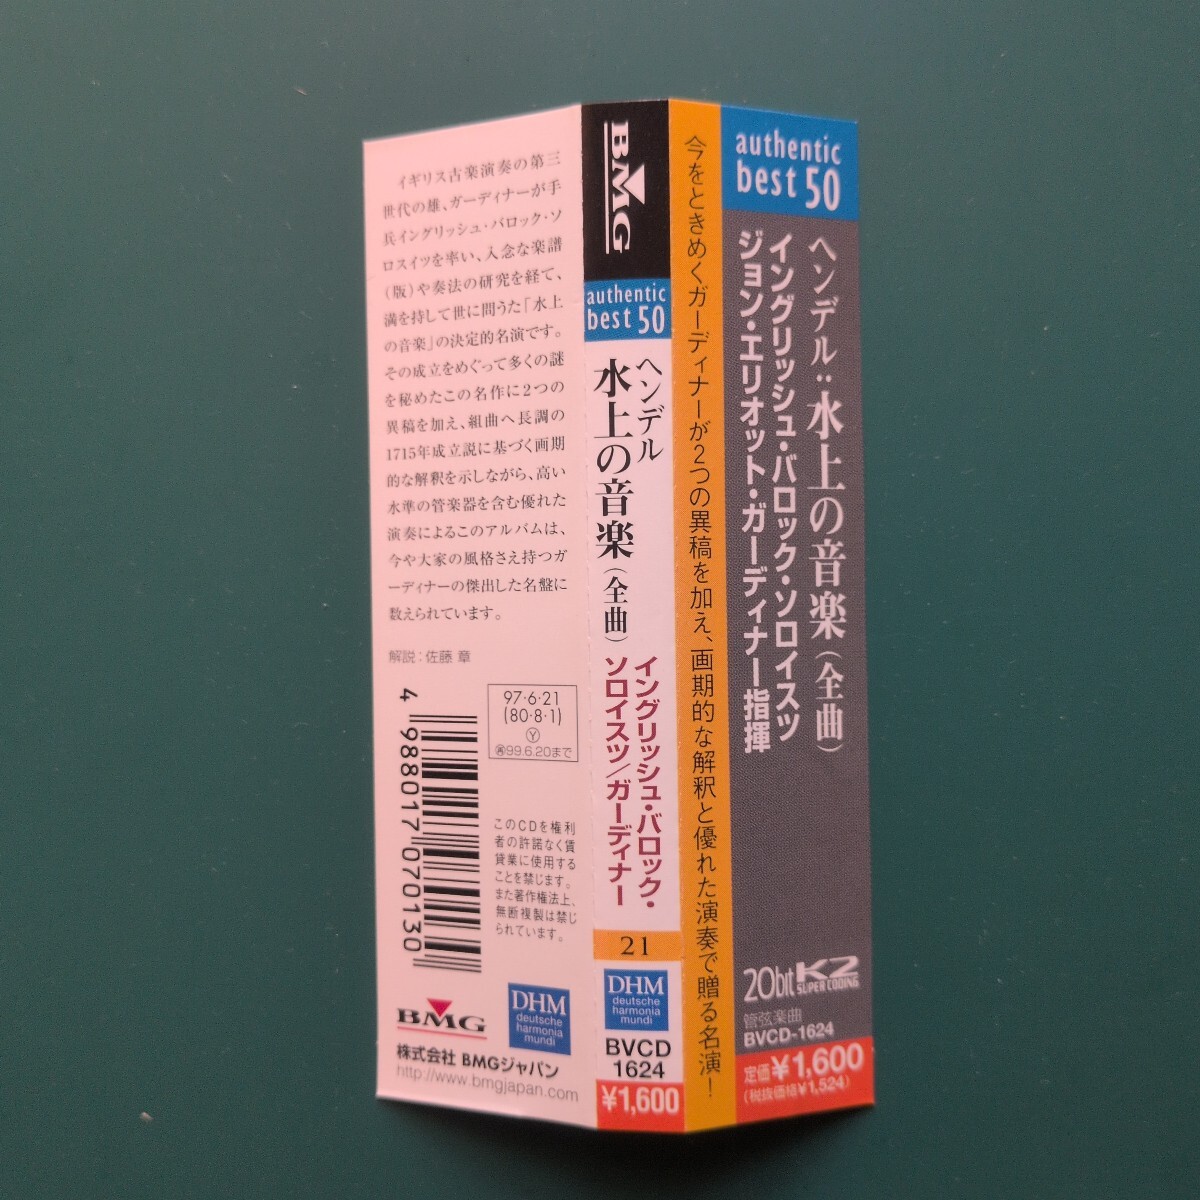 イギリス古楽演奏の第三
世代の雄、ガーディナーが手
兵イングリッシュ・バロック・ソ
ロスイツを率い、入念な楽譜
(版)や奏法の研究を経て、
満を持して世に問うた「水上
の音楽」の決定的名演です。
その成立をめぐって多くの謎
を秘めたこの名作に2つの
異稿を加え、組曲ヘ長調の
1715年成立説に基づく画期
的な解釈を示しながら、高い
水準の管楽器を含む優れた
演奏によるこのアルバムは、
今や大家の風格さえ持つガ
ーディナーの傑出した名盤に
数えられています。
解説:佐藤 章
97・6・21
(80・8・1)
Ⓨ
㊢99.6.20まで
4 988017 070130
このCDを権利
者の許諾なく賃
貸業に使用する
ことを禁じます。
また著作権法上、
無断複製は禁じ
られています。
BMG
DHM
deutsche
harmonia
mundi
株式会社 BMGジャパン
http://www.bmgjapan.com
BMG
authentic
best 50
ヘンデル
水上の音楽(全曲)
イングリッシュ・バロック・
ソロイスツ/ガーディナー
21
DHM
deutsche
harmonia
mundi
BVCD
1624
¥1,600
今をときめくガーディナーが2つの異稿を加え、画期的な解釈と優れた演奏で贈る名演!
authentic
best 50
ヘンデル:水上の音楽(全曲)
イングリッシュ・バロック・ソロイスツ
ジョン・エリオット・ガーディナー指揮
20bit K2
SUPER CODING
管弦楽曲
BVCD-1624
定価¥1,600
(税抜価格¥1,524)